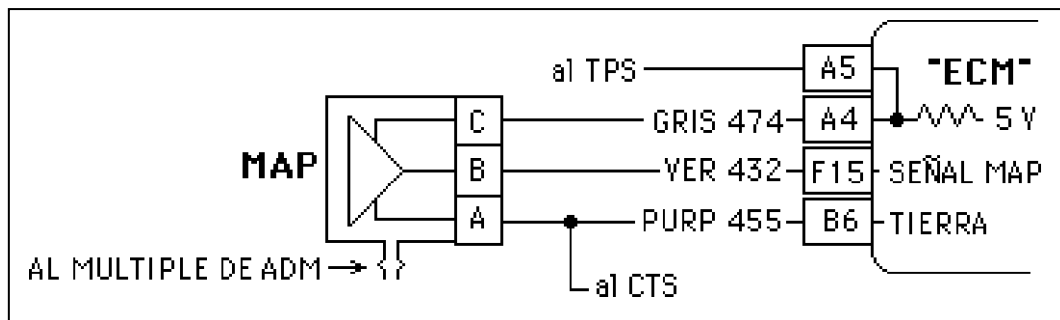 al TPS
A5
"ECM"
C
GRIS 474
A4
5 V
MAP
B
VER 432
F15
SEÑAL MAP
A
PURP 455
B6
TIERRA
AL MULTIPLE DE ADM
al CTS